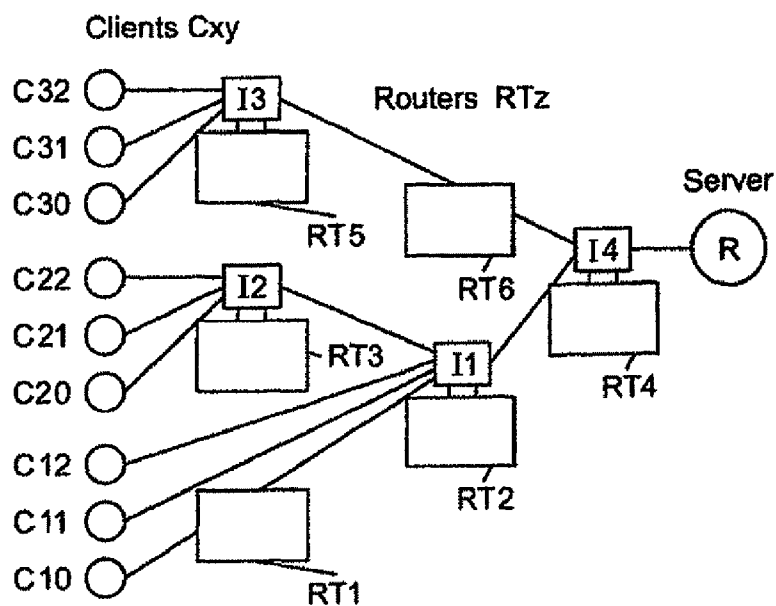 Clients Cxy
C32
I3
Routers RTz
C31
Server
C30
RT5
I4
R
C22
I2
RT6
C21
RT3
I1
RT4
C20
C12
RT2
C11
C10
RT1